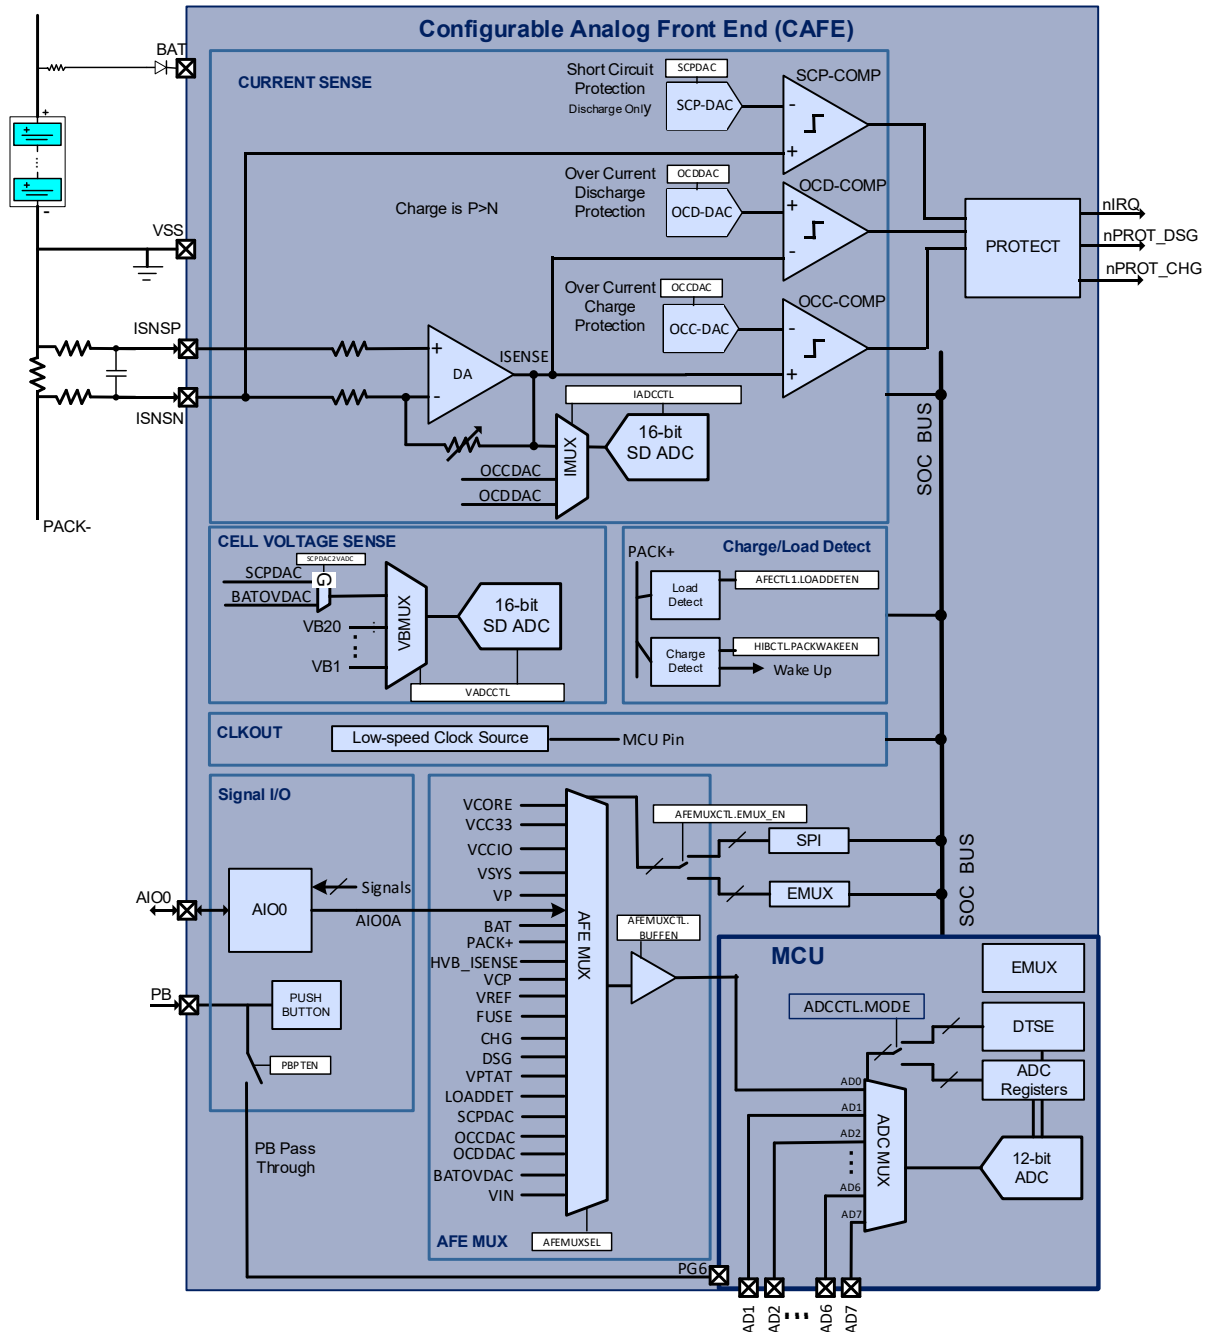 Configurable Analog Front End (CAFE)
BAT
CURRENT SENSE
Short Circuit
Protection
Discharge Only
SCPDAC
SCP-DAC
SCP-COMP
-
+
Over Current
Discharge
Protection
OCDDAC
OCD-DAC
OCD-COMP
+
-
Charge is P>N
VSS
+
+
+
-
PROTECT
nIRQ
nPROT_DSG
nPROT_CHG
Over Current
Charge
Protection
OCCDAC
OCC-DAC
OCC-COMP
-
+
ISNSP
ISNSN
+
-
DA
ISENSE
IADCCTL
IMUX
16-bit
SD ADC
OCCDAC
OCDDAC
SOC BUS
PACK-
CELL VOLTAGE SENSE
SCPDAC2VADC
SCPDAC
G
BATOVDAC
VB20
VB1
VBMUX
16-bit
SD ADC
VADCCTL
PACK+
Charge/Load Detect
Load
Detect
AFECTL1.LOADDETEN
Charge
Detect
HIBCTL.PACKWAKEEN
Wake Up
CLKOUT
Low-speed Clock Source
MCU Pin
Signal I/O
AIO0
AIO0
Signals
AIO0A
PB
PUSH
BUTTON
PBPTEN
PB Pass
Through
VCORE
VCC33
VCCIO
VSYS
VP
BAT
PACK+
HVB_ISENSE
VCP
VREF
FUSE
CHG
DSG
VPTAT
LOADDET
SCPDAC
OCCDAC
OCDDAC
BATOVDAC
VIN
AFE MUX
AFE MUX
AFEMUXSEL
AFEMUXCTL.EMUX_EN
SPI
EMUX
SOC BUS
AFEMUXCTL.
BUFFEN
MCU
EMUX
ADCCTL.MODE
DTSE
ADC
Registers
AD0
AD1
AD2
AD6
AD7
ADC MUX
12-bit
ADC
PG6
AD1
AD2
AD6
AD7